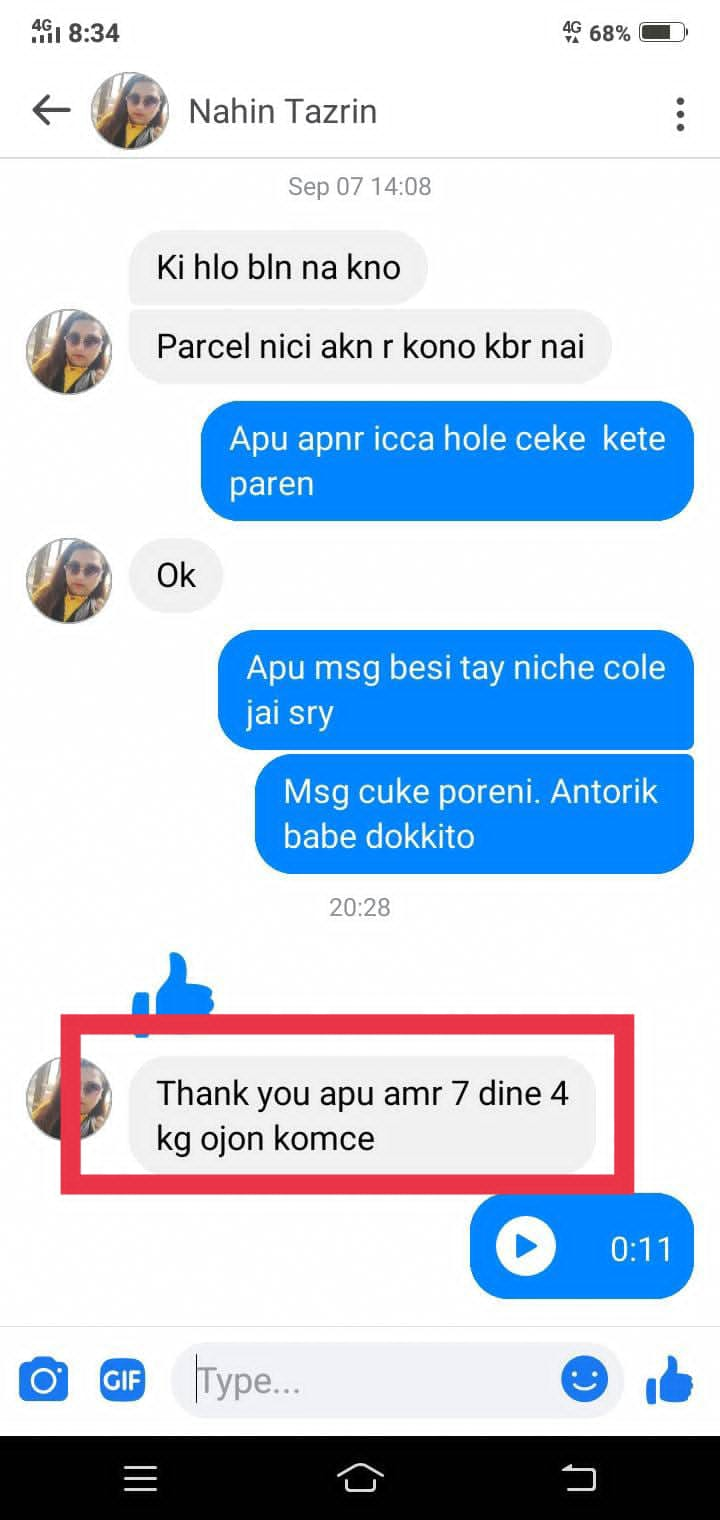 4G 8:34 4G 68%
Nahin Tazrin
Sep 07 14:08
Ki hlo bln na kno
Parcel nici akn r kono kbr nai
Apu apnr icca hole ceke kete
paren
Ok
Apu msg besi tay niche cole
jai sry
Msg cuke poreni. Antorik
babe dokkito
20:28
Thank you apu amr 7 dine 4
kg ojon komce
0:11
GIF Type...